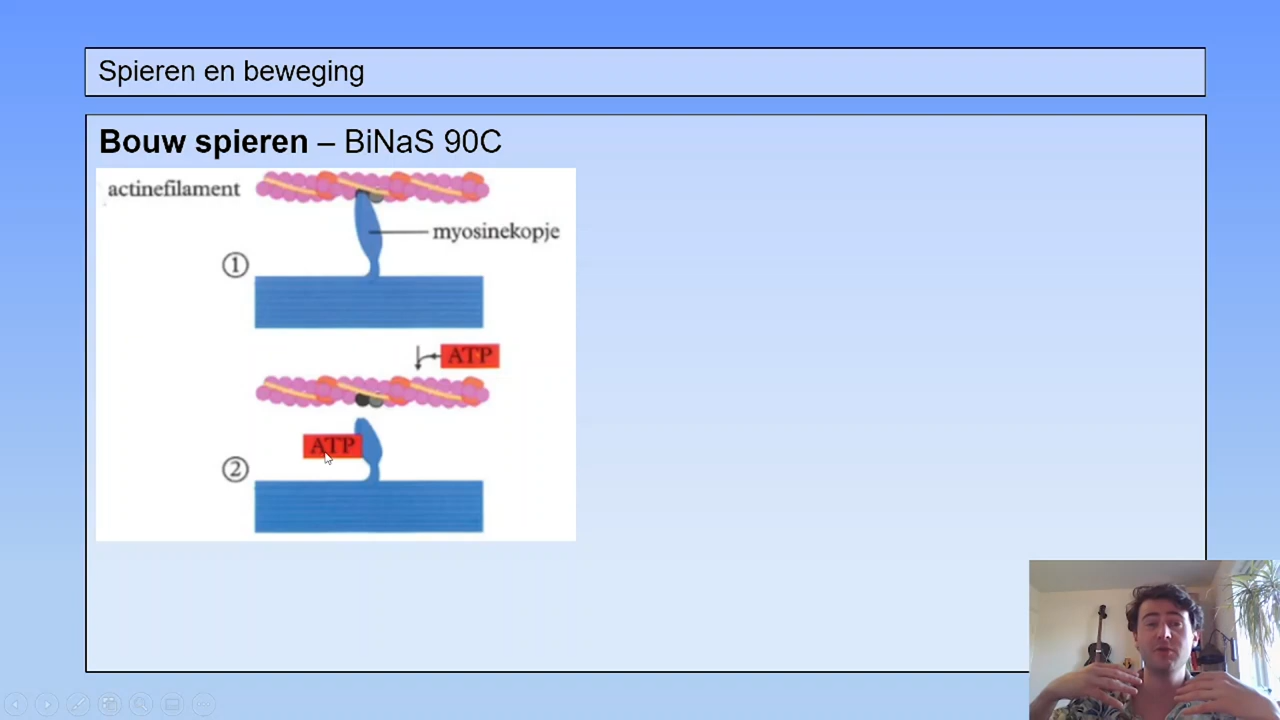 Spieren en beweging
Bouw spieren – BiNaS 90C
actinefilament
myosinekopje
①
ATP
ATP
②